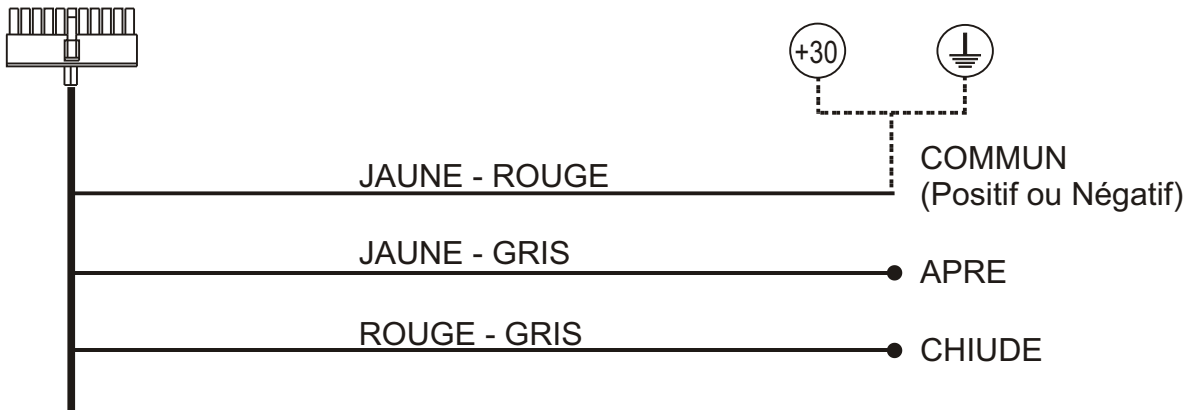 +30
JAUNE - ROUGE
COMMUN
(Positif ou Négatif)
JAUNE - GRIS
APRE
ROUGE - GRIS
CHIUDE